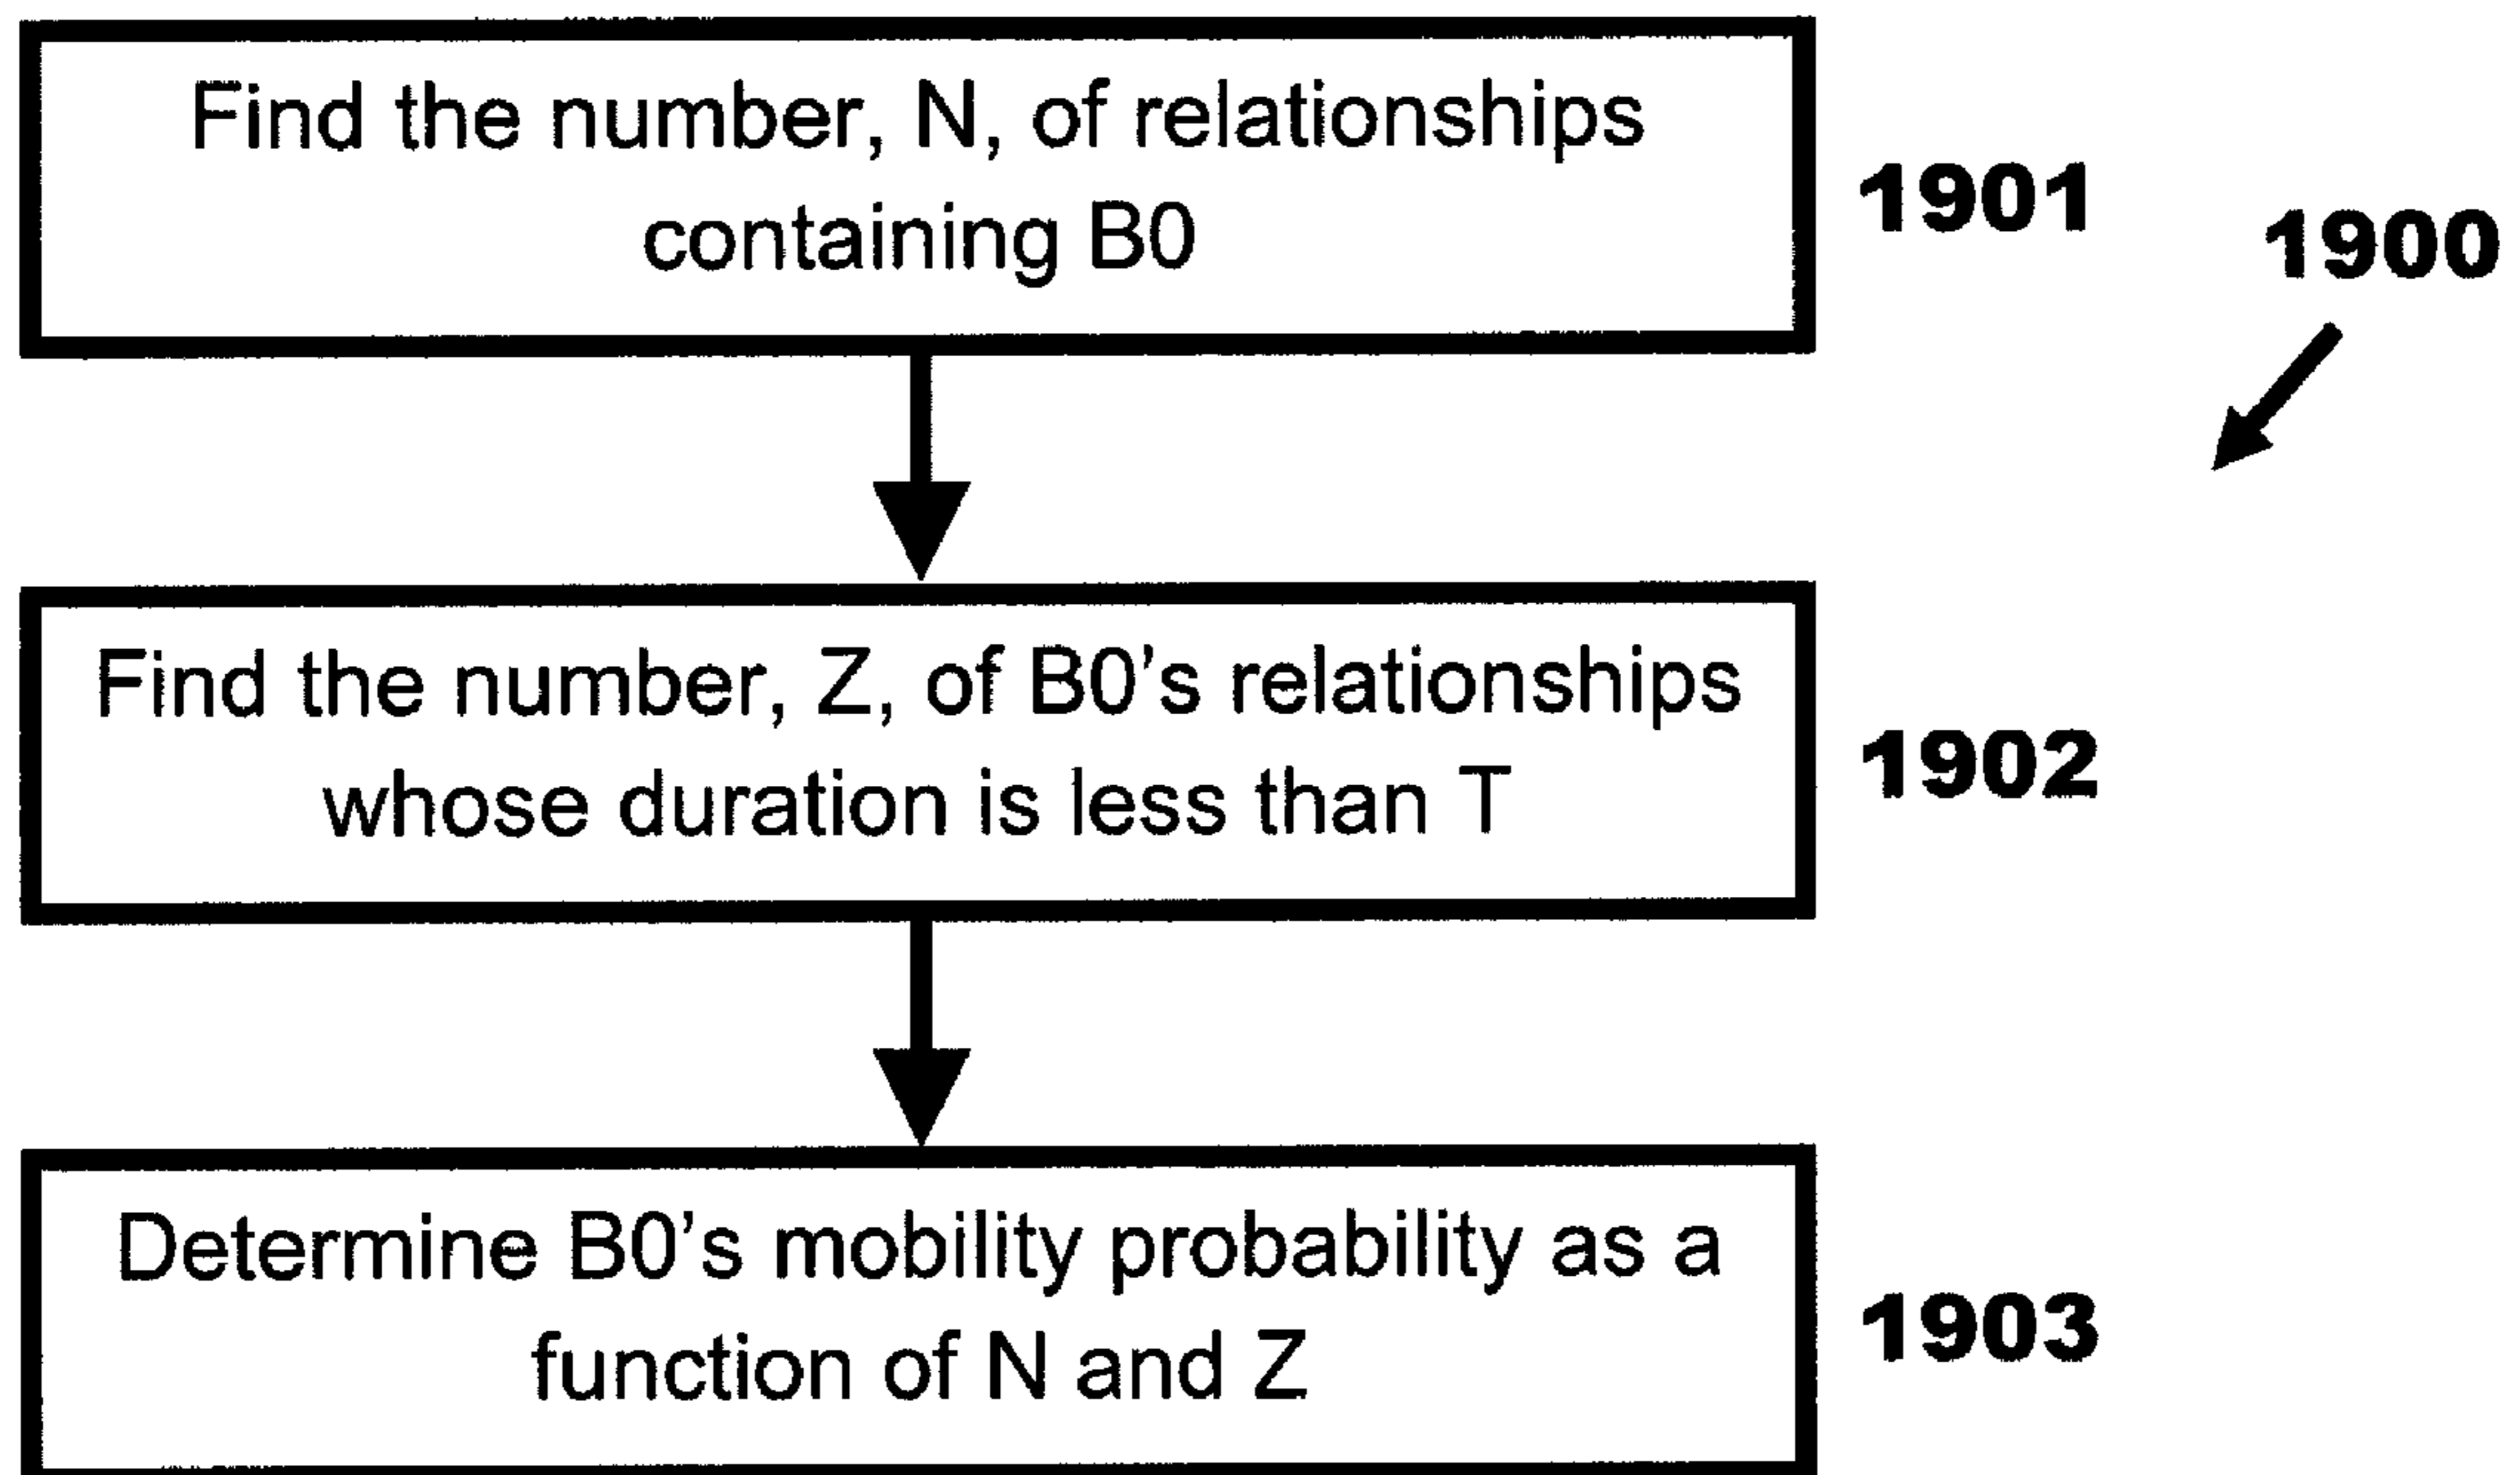 Find the number, N, of relationships
containing B0
1901
1900
Find the number, Z, of B0's relationships
whose duration is less than T
1902
Determine B0's mobility probability as a
function of N and Z
1903